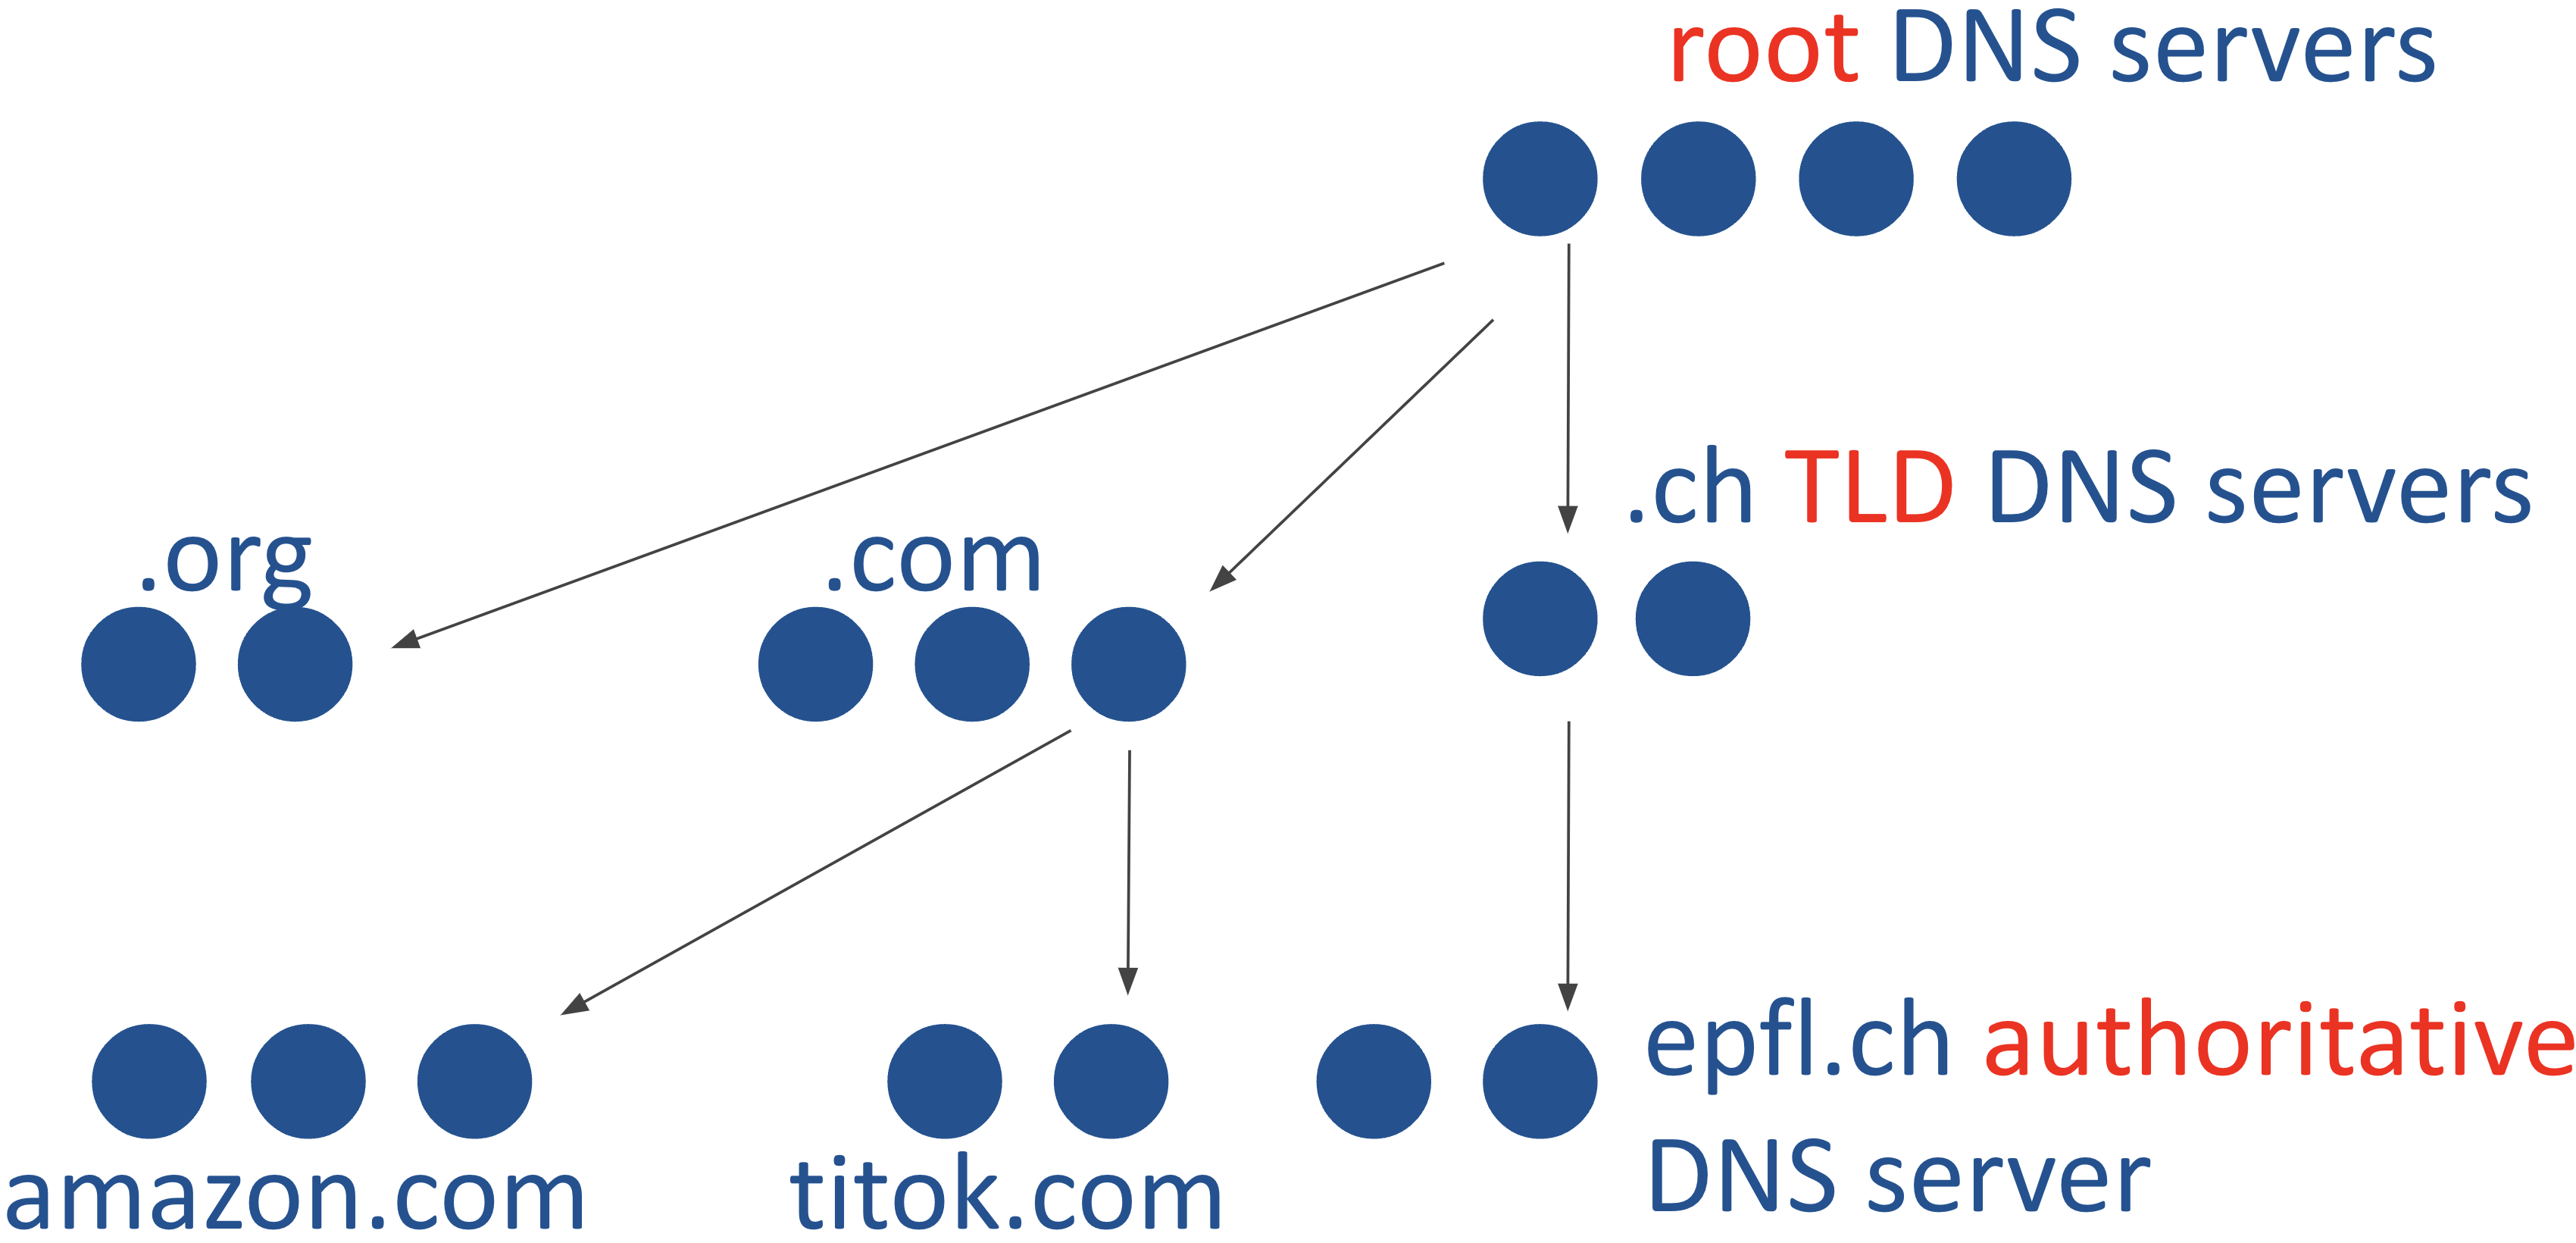 root DNS servers
.ch TLD DNS servers
.org
.com
epfl.ch authoritative
DNS server
amazon.com
titok.com